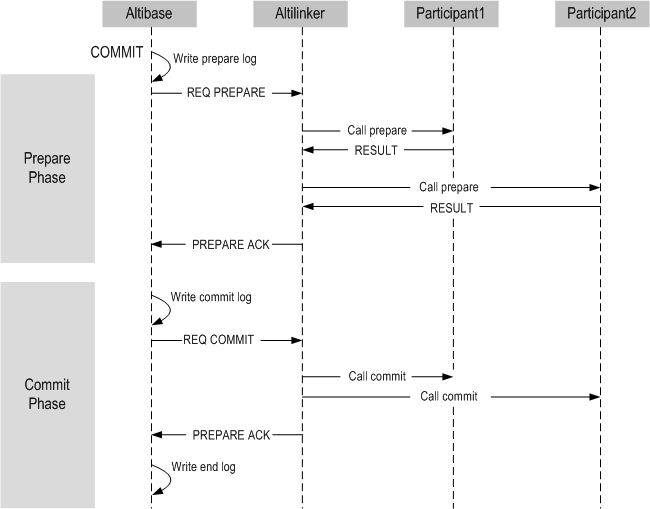 Altibase
Altilinker
Participant1
Participant2
COMMIT
Write prepare log
REQ PREPARE
Call prepare
RESULT
Prepare
Phase
Call prepare
RESULT
PREPARE ACK
Write commit log
REQ COMMIT
Call commit
Commit
Phase
Call commit
PREPARE ACK
Write end log